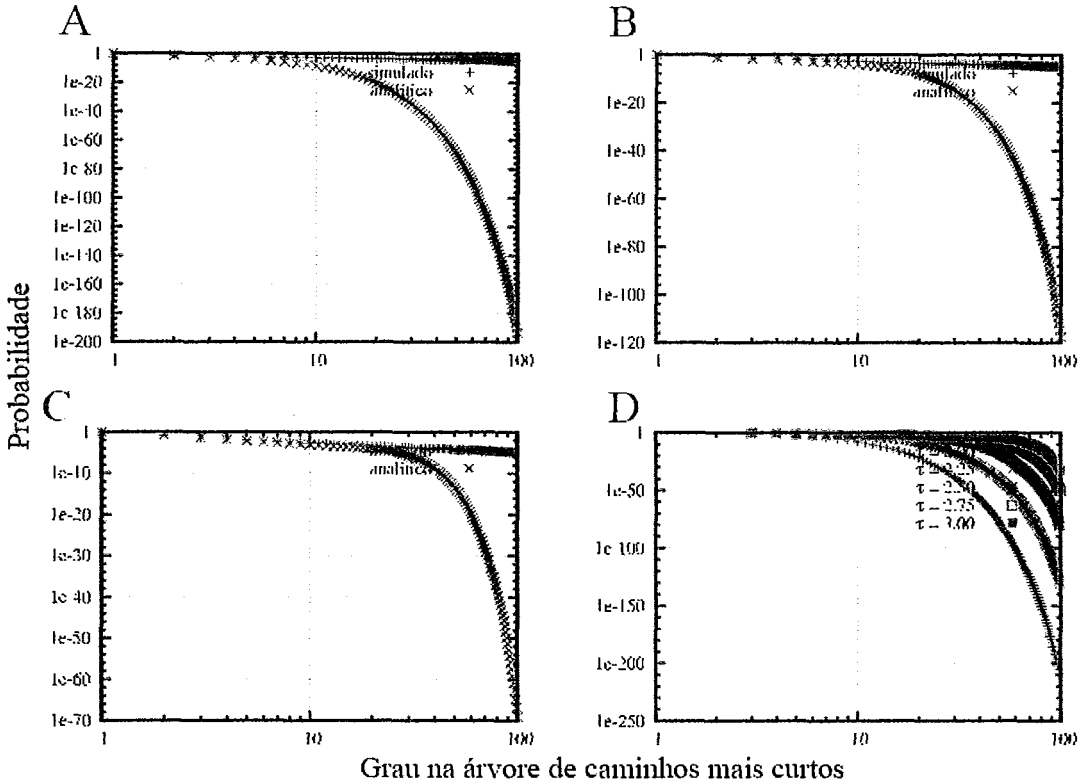 A
1
1e-20
1e-40
1e-60
1e-80
1e-100
1e-120
1e-140
1e-160
1e-180
1e-200
1
10
100
simulado +
analítico ×
B
1
1e-20
1e-40
1e-60
1e-80
1e-100
1e-120
1
10
100
simulado +
analítico ×
Probabilidade
C
1
1e-10
1e-20
1e-30
1e-40
1e-50
1e-60
1e-70
1
10
100
analítico ×
D
1
1e-50
1e-100
1e-150
1e-200
1e-250
1
10
100
τ = 2.25
τ = 2.50
τ = 2.75
τ = 3.00
Grau na árvore de caminhos mais curtos